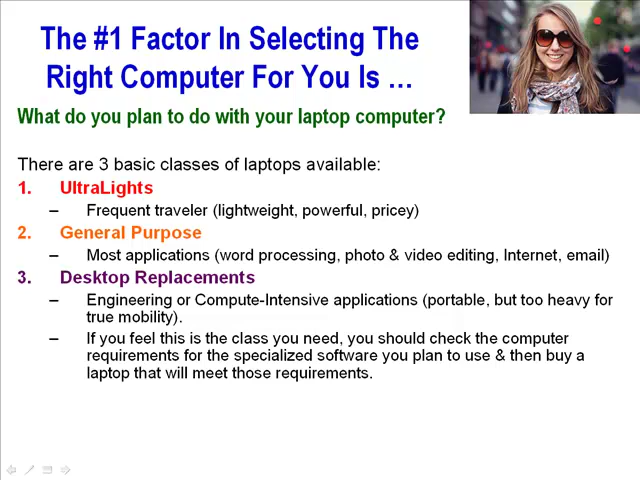 The #1 Factor In Selecting The
Right Computer For You Is …
What do you plan to do with your laptop computer?
There are 3 basic classes of laptops available:
1. UltraLights
– Frequent traveler (lightweight, powerful, pricey)
2. General Purpose
– Most applications (word processing, photo & video editing, Internet, email)
3. Desktop Replacements
– Engineering or Compute-Intensive applications (portable, but too heavy for
true mobility).
– If you feel this is the class you need, you should check the computer
requirements for the specialized software you plan to use & then buy a
laptop that will meet those requirements.